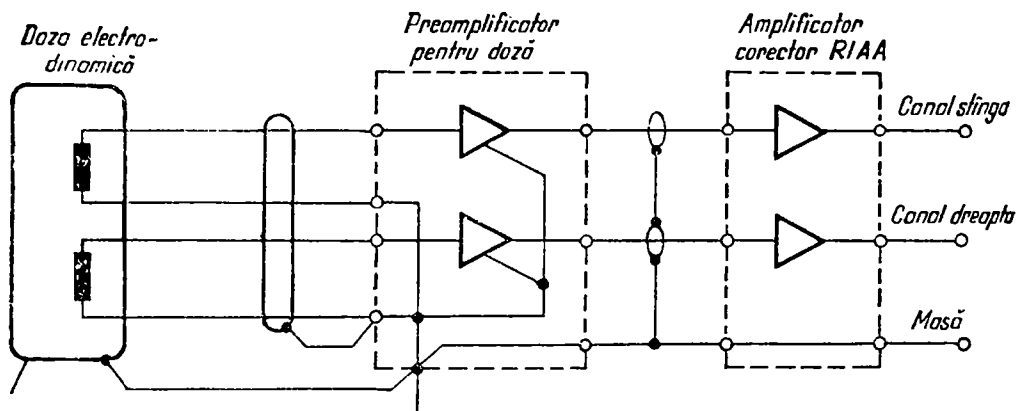 Doza electro-
dinamică
Preamplificator
pentru doză
Amplificator
corector RIAA
Canal stînga
Canal dreapta
Masă